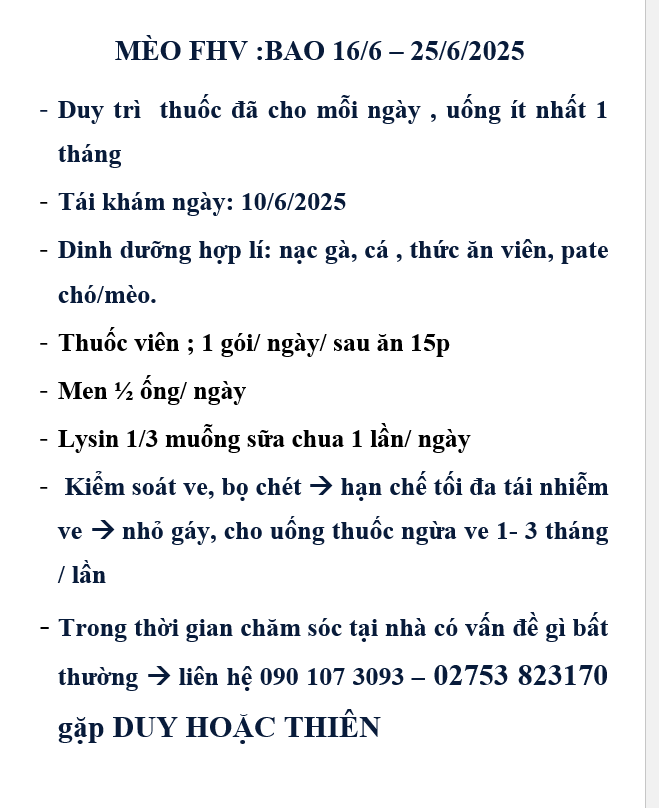 MÈO FHV :BAO 16/6 – 25/6/2025
- Duy trì thuốc đã cho mỗi ngày , uống ít nhất 1
tháng
- Tái khám ngày: 10/6/2025
- Dinh dưỡng hợp lí: nạc gà, cá , thức ăn viên, pate
chó/mèo.
- Thuốc viên ; 1 gói/ ngày/ sau ăn 15p
- Men ½ ống/ ngày
- Lysin 1/3 muỗng sữa chua 1 lần/ ngày
- Kiểm soát ve, bọ chét → hạn chế tối đa tái nhiễm
ve → nhỏ gáy, cho uống thuốc ngừa ve 1- 3 tháng
/ lần
- Trong thời gian chăm sóc tại nhà có vấn đề gì bất
thường → liên hệ 090 107 3093 – 02753 823170
gặp DUY HOẶC THIÊN